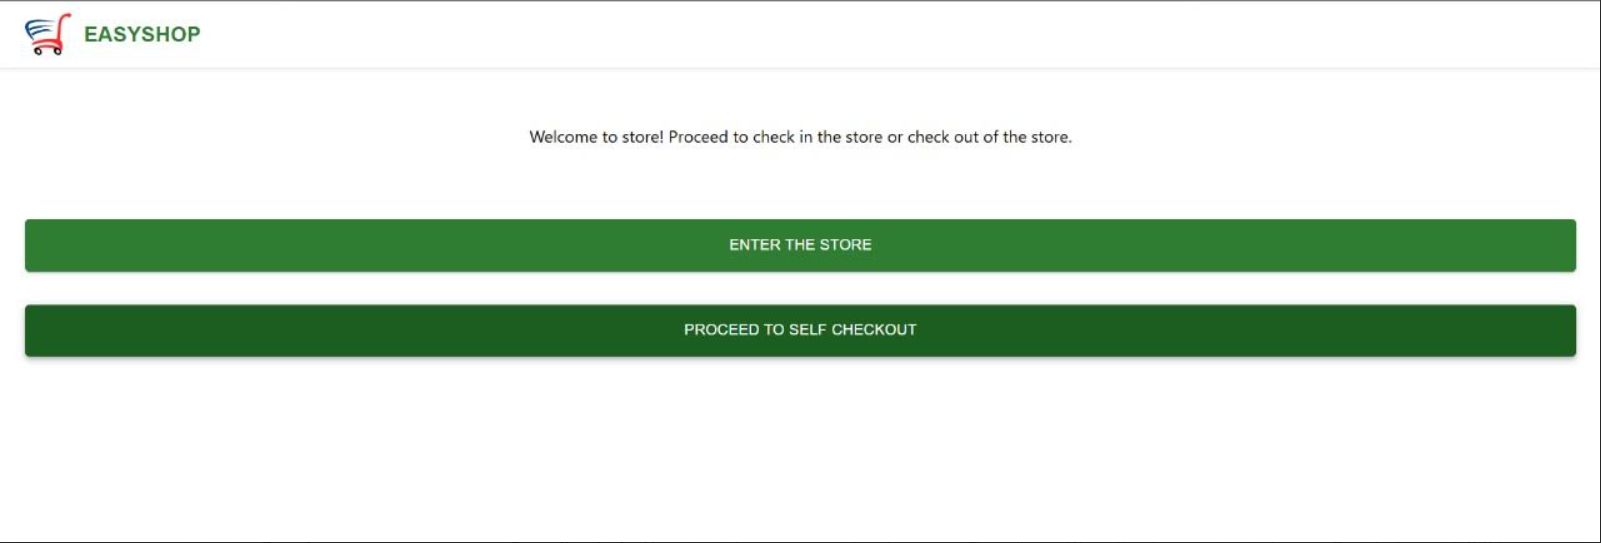 EASYSHOP
Welcome to store! Proceed to check in the store or check out of the store.
ENTER THE STORE
PROCEED TO SELF CHECKOUT